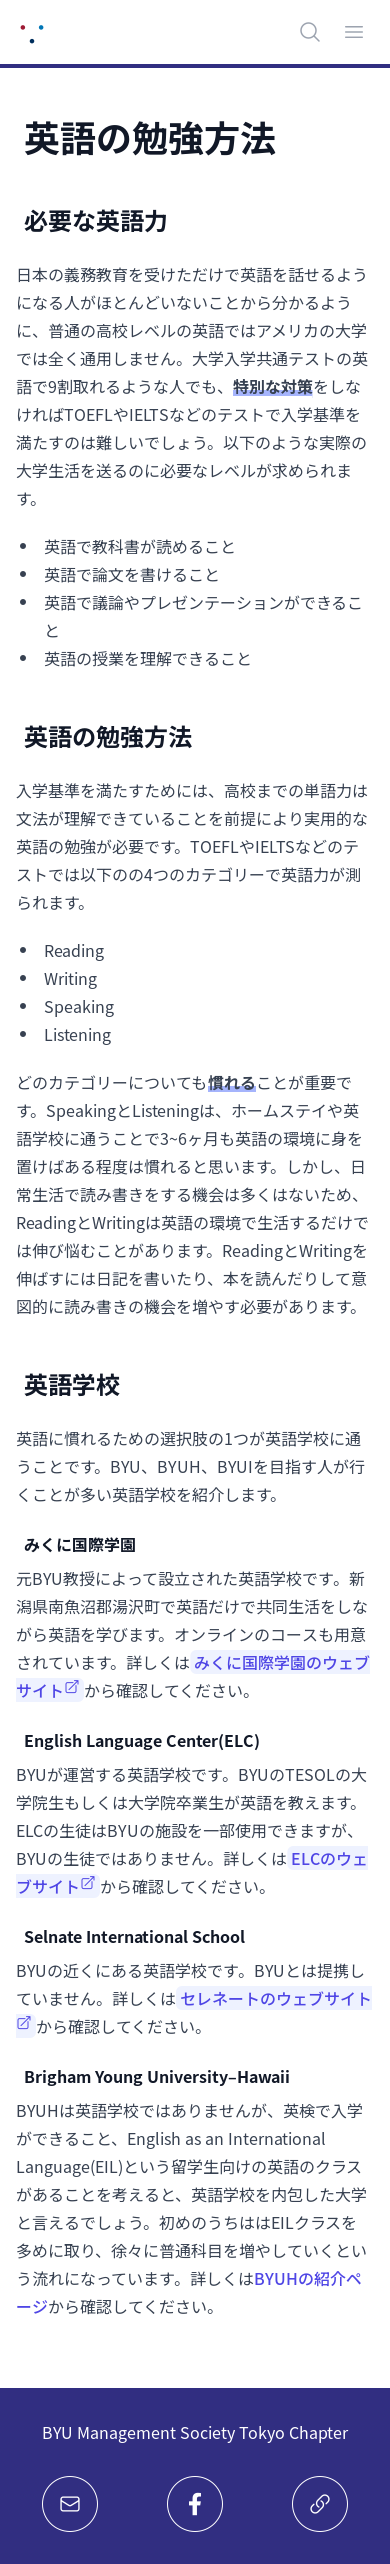 英語の勉強方法
必要な英語力
日本の義務教育を受けただけで英語を話せるよう
になる人がほとんどいないことから分かるよう
に、普通の高校レベルの英語ではアメリカの大学
では全く通用しません。大学入学共通テストの英
語で9割取れるような人でも、特別な対策をしな
ければTOEFLやIELTSなどのテストで入学基準を
満たすのは難しいでしょう。以下のような実際の
大学生活を送るのに必要なレベルが求められま
す。
英語で教科書が読めること
英語で論文を書けること
英語で議論やプレゼンテーションができるこ
と
英語の授業を理解できること
英語の勉強方法
入学基準を満たすためには、高校までの単語力は
文法が理解できていることを前提により実用的な
英語の勉強が必要です。TOEFLやIELTSなどのテ
ストでは以下のの4つのカテゴリーで英語力が測
られます。
Reading
Writing
Speaking
Listening
どのカテゴリーについても慣れることが重要で
す。SpeakingとListeningは、ホームステイや英
語学校に通うことで3~6ヶ月も英語の環境に身を
置けばある程度は慣れると思います。しかし、日
常生活で読み書きをする機会は多くはないため、
ReadingとWritingは英語の環境で生活するだけで
は伸び悩むことがあります。ReadingとWritingを
伸ばすには日記を書いたり、本を読んだりして意
図的に読み書きの機会を増やす必要があります。
英語学校
英語に慣れるための選択肢の1つが英語学校に通
うことです。BYU、BYUH、BYUIを目指す人が行
くことが多い英語学校を紹介します。
みくに国際学園
元BYU教授によって設立された英語学校です。新
潟県南魚沼郡湯沢町で英語だけで共同生活をしな
がら英語を学びます。オンラインのコースも用意
されています。詳しくはみくに国際学園のウェブ
サイトから確認してください。
English Language Center(ELC)
BYUが運営する英語学校です。BYUのTESOLの大
学院生もしくは大学院卒業生が英語を教えます。
ELCの生徒はBYUの施設を一部使用できますが、
BYUの生徒ではありません。詳しくはELCのウェ
ブサイトから確認してください。
Selnate International School
BYUの近くにある英語学校です。BYUとは提携し
ていません。詳しくはセレネートのウェブサイト
から確認してください。
Brigham Young University–Hawaii
BYUHは英語学校ではありませんが、英検で入学
ができること、English as an International
Language(EIL)という留学生向けの英語のクラス
があることを考えると、英語学校を内包した大学
と言えるでしょう。初めのうちははEILクラスを
多めに取り、徐々に普通科目を増やしていくとい
う流れになっています。詳しくはBYUHの紹介ペ
ージから確認してください。
BYU Management Society Tokyo Chapter